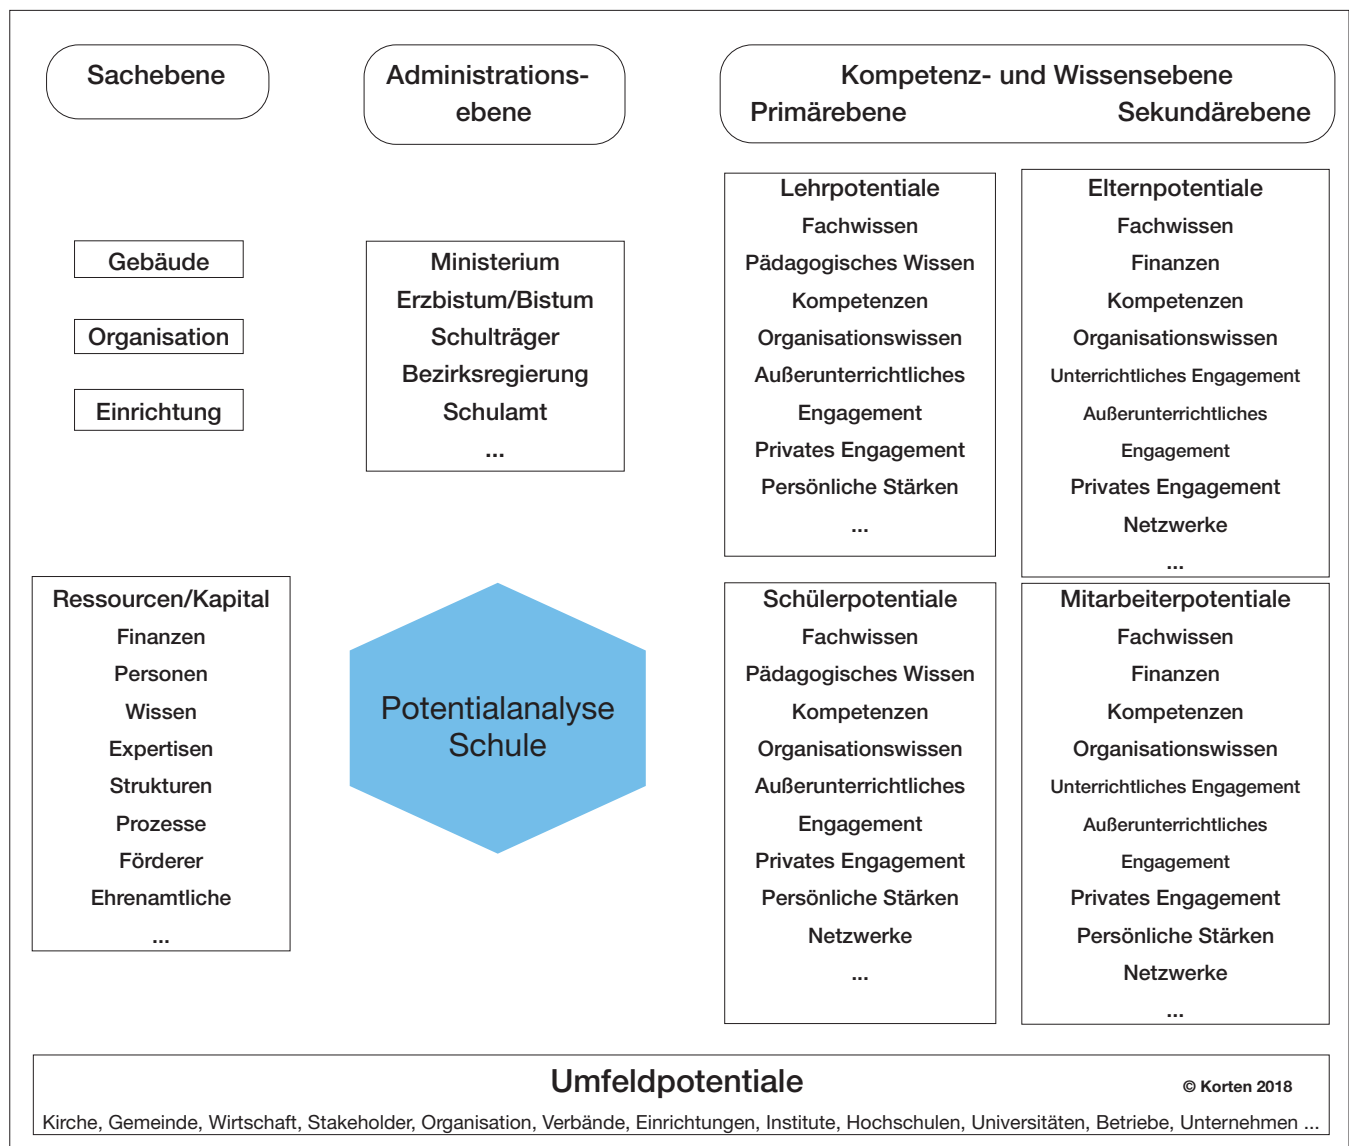 Sachebene
Administrations-
ebene
Kompetenz- und Wissensebene
Primärebene Sekundärebene
Gebäude
Organisation
Einrichtung
Ministerium
Erzbistum/Bistum
Schulträger
Bezirksregierung
Schulamt
...
Lehrpotentiale
Fachwissen
Pädagogisches Wissen
Kompetenzen
Organisationswissen
Außerunterrichtliches
Engagement
Privates Engagement
Persönliche Stärken
...
Elternpotentiale
Fachwissen
Finanzen
Kompetenzen
Organisationswissen
Unterrichtliches Engagement
Außerunterrichtliches
Engagement
Privates Engagement
Netzwerke
...
Ressourcen/Kapital
Finanzen
Personen
Wissen
Expertisen
Strukturen
Prozesse
Förderer
Ehrenamtliche
...
Potentialanalyse
Schule
Schülerpotentiale
Fachwissen
Pädagogisches Wissen
Kompetenzen
Organisationswissen
Außerunterrichtliches
Engagement
Privates Engagement
Persönliche Stärken
Netzwerke
...
Mitarbeiterpotentiale
Fachwissen
Finanzen
Kompetenzen
Organisationswissen
Unterrichtliches Engagement
Außerunterrichtliches
Engagement
Privates Engagement
Persönliche Stärken
Netzwerke
...
Umfeldpotentiale
© Korten 2018
Kirche, Gemeinde, Wirtschaft, Stakeholder, Organisation, Verbände, Einrichtungen, Institute, Hochschulen, Universitäten, Betriebe, Unternehmen ...